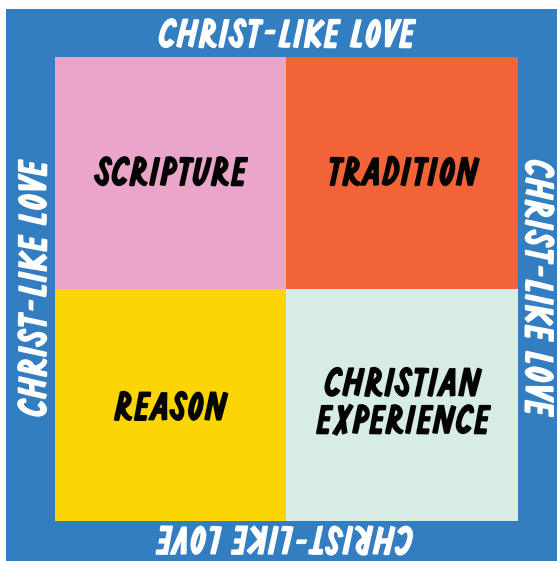 CHRIST-LIKE LOVE
SCRIPTURE
TRADITION
CHRIST-LIKE LOVE
CHRIST-LIKE LOVE
REASON
CHRISTIAN
EXPERIENCE
CHRIST-LIKE LOVE